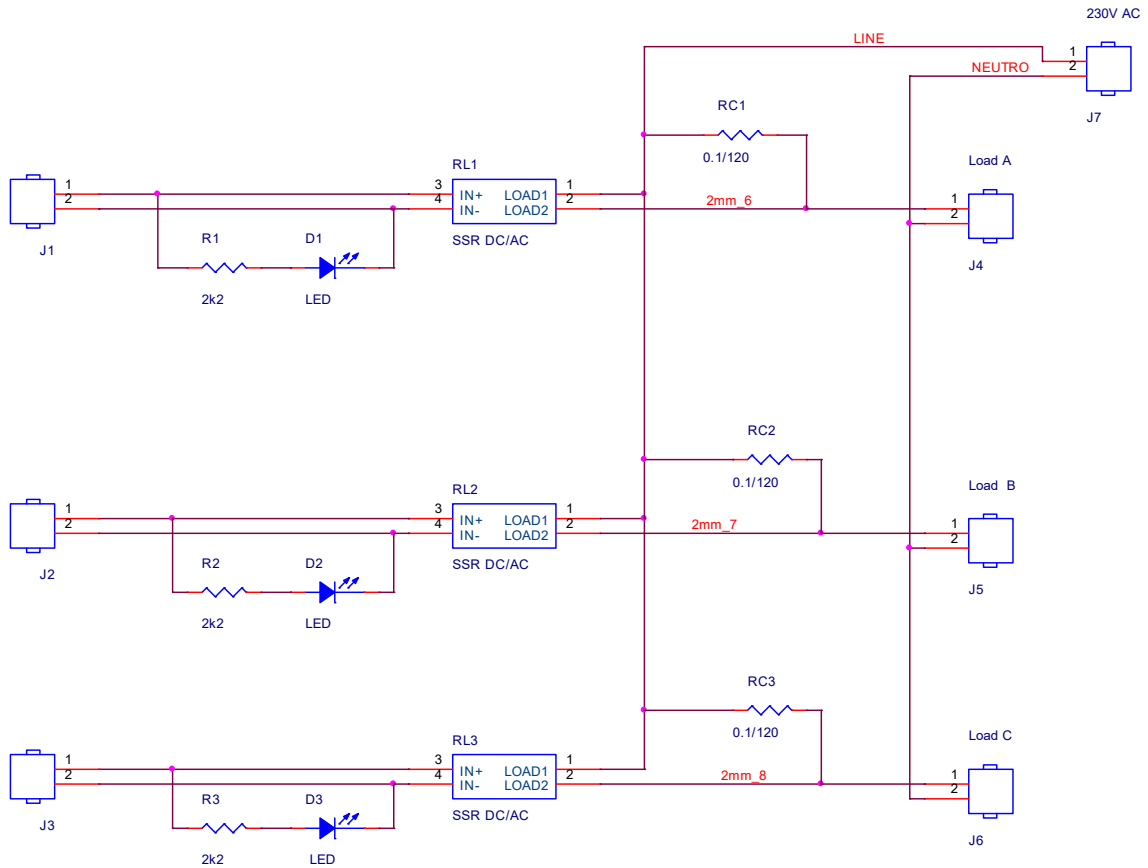 230V AC
LINE
1
2
NEUTRO
J7
RC1
0.1/120
RL1
Load A
1
2
3
4
IN+ LOAD1
IN- LOAD2
1
2
2mm_6
1
2
J1
R1
D1
SSR DC/AC
J4
2k2
LED
RC2
0.1/120
RL2
Load B
1
2
3
4
IN+ LOAD1
IN- LOAD2
1
2
2mm_7
1
2
J2
R2
D2
SSR DC/AC
J5
2k2
LED
RC3
0.1/120
RL3
Load C
1
2
3
4
IN+ LOAD1
IN- LOAD2
1
2
2mm_8
1
2
J3
R3
D3
SSR DC/AC
J6
2k2
LED